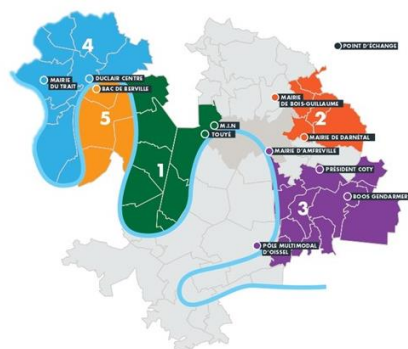 4
POINT D'ÉCHANGE
MAIRIE
DU TRAIT
DUCLAIR CENTRE
BAC DE BERVILLE
MAIRIE
DE BOIS-GUILLAUME
5
2
M.I.N
TOUPÉ
MAIRIE DE DARNÉTAL
MAIRIE D'AMFREVILLE
1
PRÉSIDENT COTY
BOOS GENDARMERIE
3
PÔLE MULTIMODAL
D'OISSEL